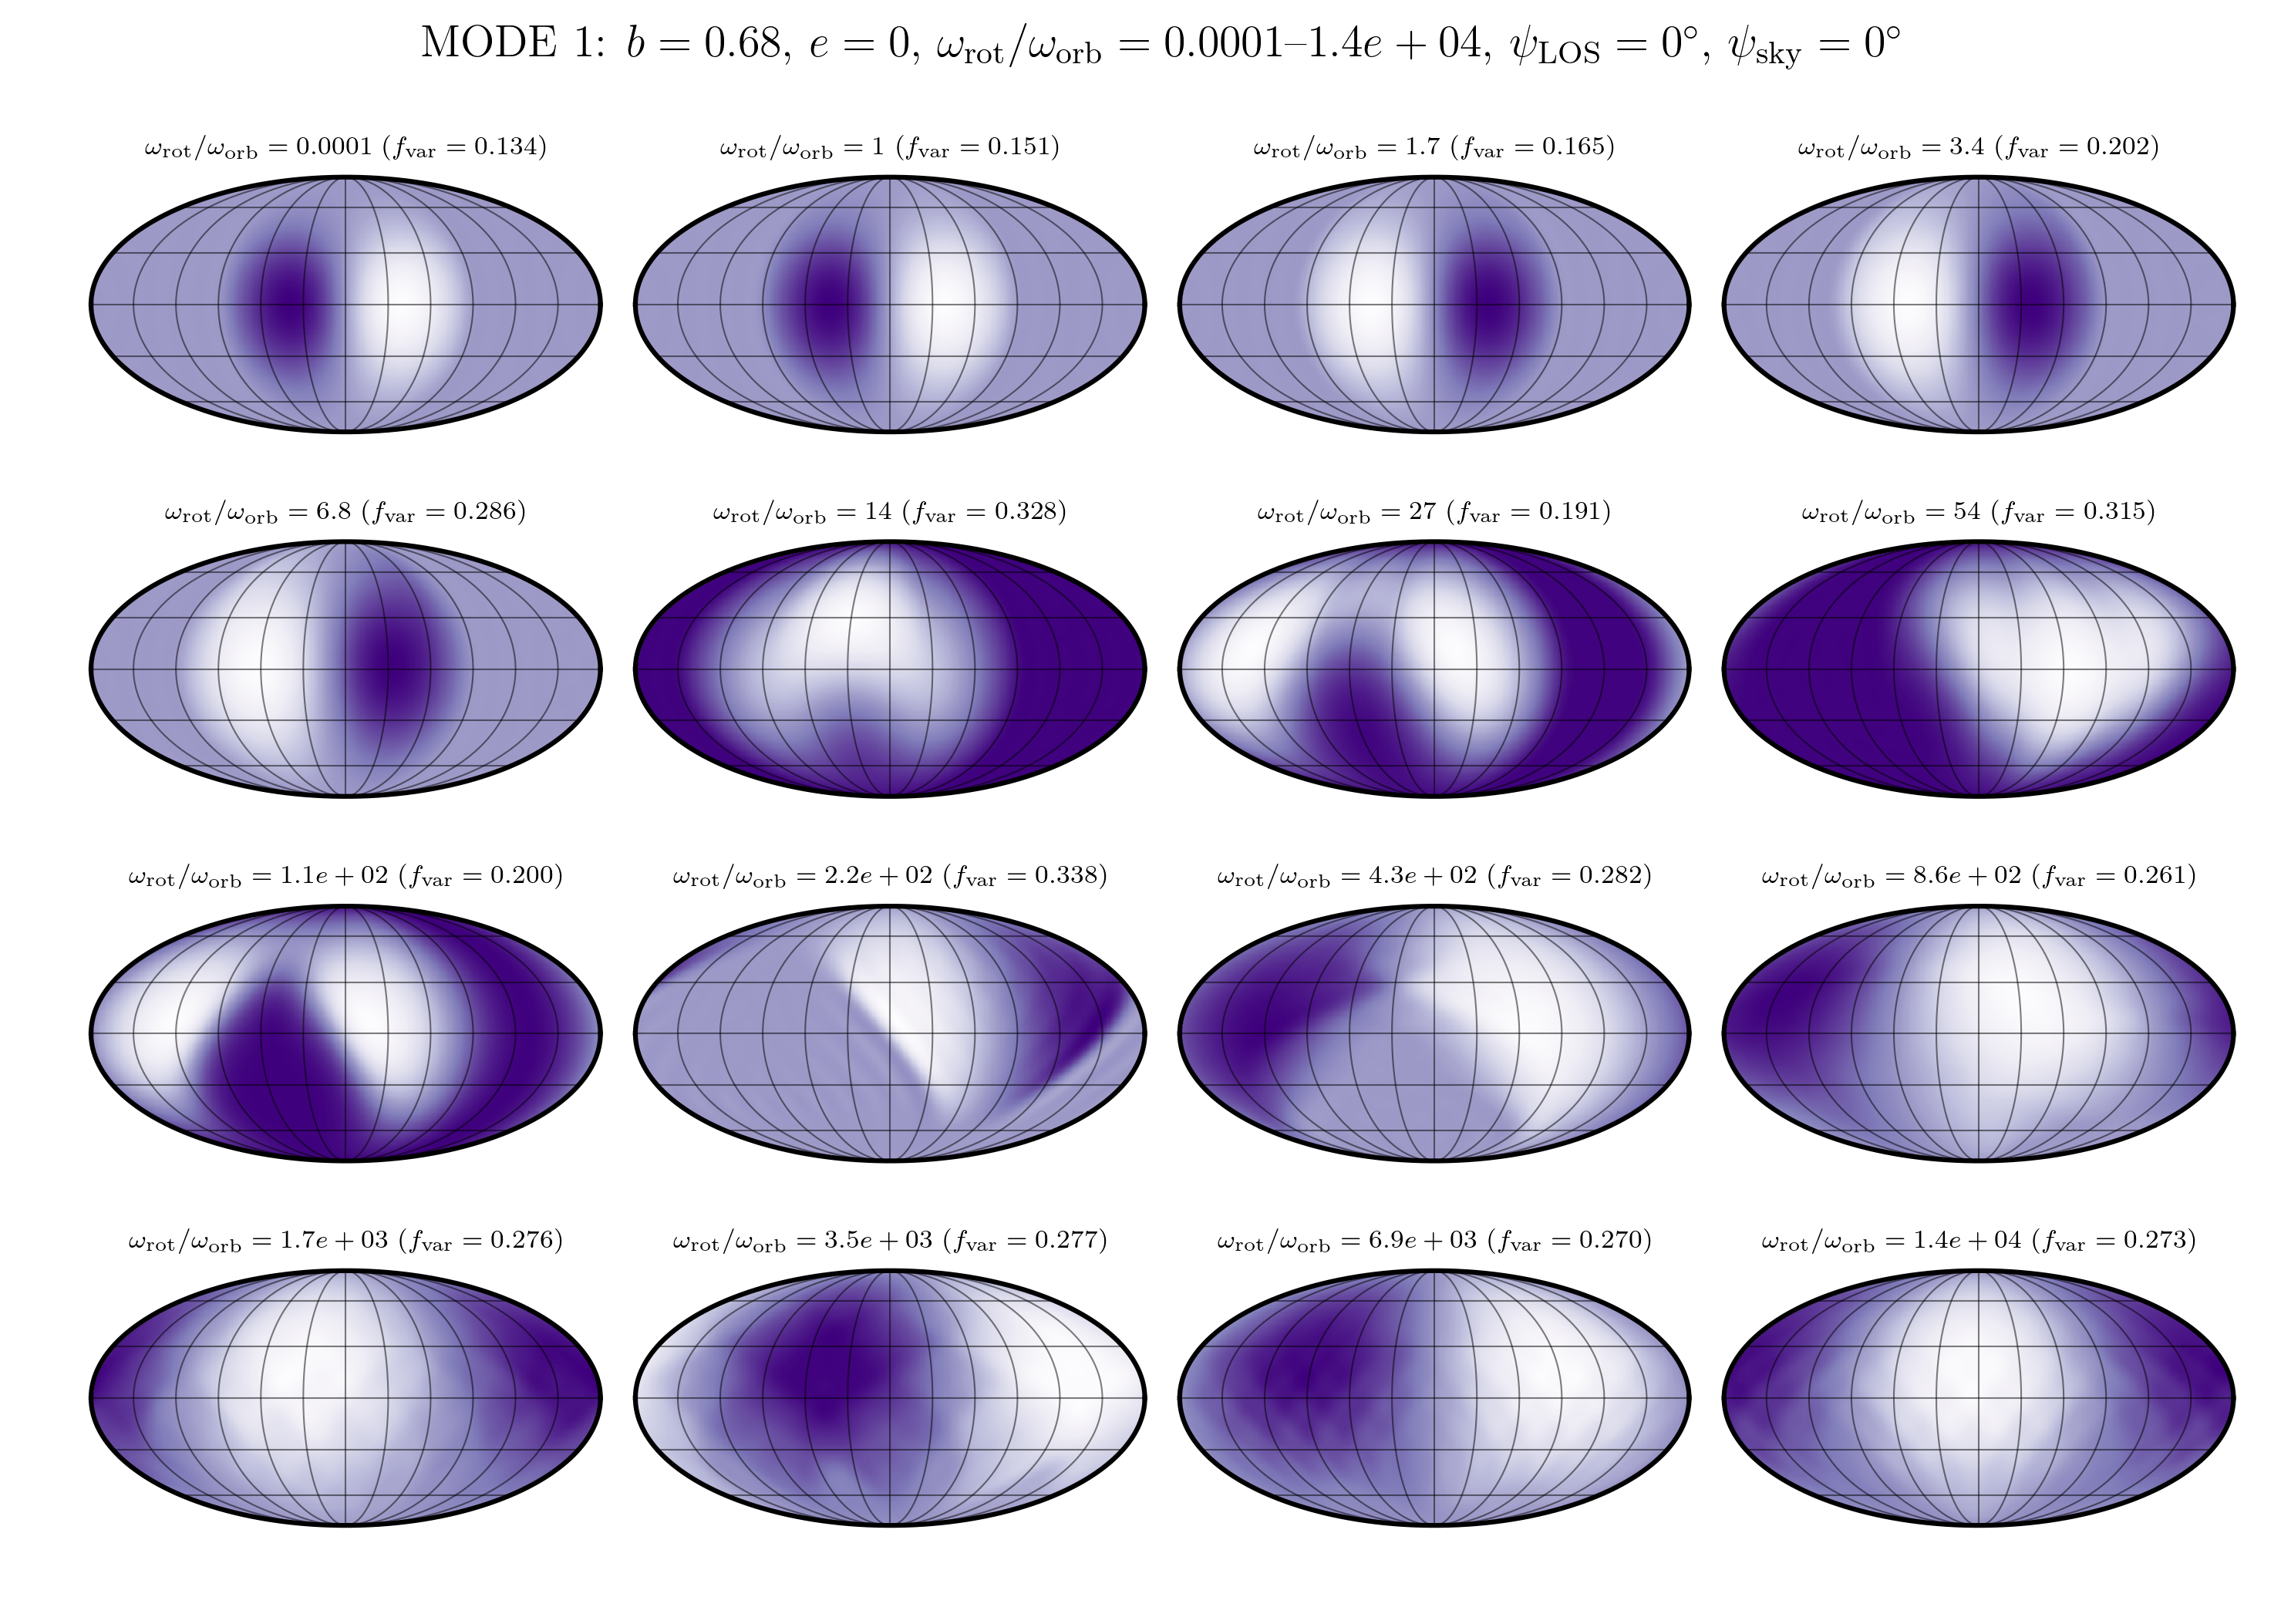 MODE 1: b = 0.68, e = 0, ω_rot/ω_orb = 0.0001–1.4e + 04, ψ_LOS = 0°, ψ_sky = 0°
ω_rot/ω_orb = 0.0001 (f_var = 0.134)
ω_rot/ω_orb = 1 (f_var = 0.151)
ω_rot/ω_orb = 1.7 (f_var = 0.165)
ω_rot/ω_orb = 3.4 (f_var = 0.202)
ω_rot/ω_orb = 6.8 (f_var = 0.286)
ω_rot/ω_orb = 14 (f_var = 0.328)
ω_rot/ω_orb = 27 (f_var = 0.191)
ω_rot/ω_orb = 54 (f_var = 0.315)
ω_rot/ω_orb = 1.1e + 02 (f_var = 0.200)
ω_rot/ω_orb = 2.2e + 02 (f_var = 0.338)
ω_rot/ω_orb = 4.3e + 02 (f_var = 0.282)
ω_rot/ω_orb = 8.6e + 02 (f_var = 0.261)
ω_rot/ω_orb = 1.7e + 03 (f_var = 0.276)
ω_rot/ω_orb = 3.5e + 03 (f_var = 0.277)
ω_rot/ω_orb = 6.9e + 03 (f_var = 0.270)
ω_rot/ω_orb = 1.4e + 04 (f_var = 0.273)